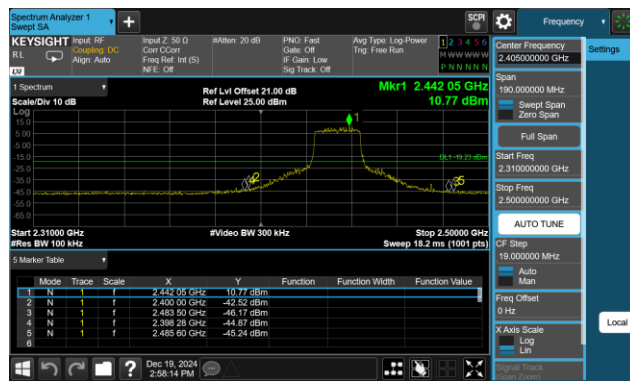 Spectrum Analyzer 1
Swept SA
+
SCPI
Frequency
KEYSIGHT
RL
LM
Input: RF
Coupling: DC
Align: Auto
Input Z: 50 Ω
Corr CCorr
Freq Ref: Int (S)
NFE: Off
#Atten: 20 dB
PNO: Fast
Gate: Off
IF Gain: Low
Sig Track: Off
Avg Type: Log-Power
Trig: Free Run
1 2 3 4 5 6
M W W W W W
P N N N N N
1 Spectrum
Scale/Div 10 dB
Log
Ref Lvl Offset 21.00 dB
Ref Level 25.00 dBm
Mkr1 2.442 05 GHz
10.77 dBm
15.0
5.00
-5.00
-15.0
-25.0
-35.0
-45.0
-55.0
-65.0
1
DL1 -19.23 dBm
Start 2.31000 GHz
#Res BW 100 kHz
#Video BW 300 kHz
Stop 2.50000 GHz
Sweep 18.2 ms (1001 pts)
5 Marker Table
Mode Trace Scale X Y Function Function Width Function Value
1 N 1 f 2.442 05 GHz 10.77 dBm
2 N 1 f 2.400 00 GHz -42.52 dBm
3 N 1 f 2.483 50 GHz -46.17 dBm
4 N 1 f 2.398 28 GHz -44.87 dBm
5 N 1 f 2.485 60 GHz -45.24 dBm
6
Dec 19, 2024
2:58:14 PM
?
Center Frequency
2.405000000 GHz
Settings
Span
190.000000 MHz
Swept Span
Zero Span
Full Span
Start Freq
2.310000000 GHz
Stop Freq
2.500000000 GHz
AUTO TUNE
CF Step
19.000000 MHz
Auto
Man
Freq Offset
0 Hz
Local
X Axis Scale
Log
Lin
Signal Track
(Span Zoom)